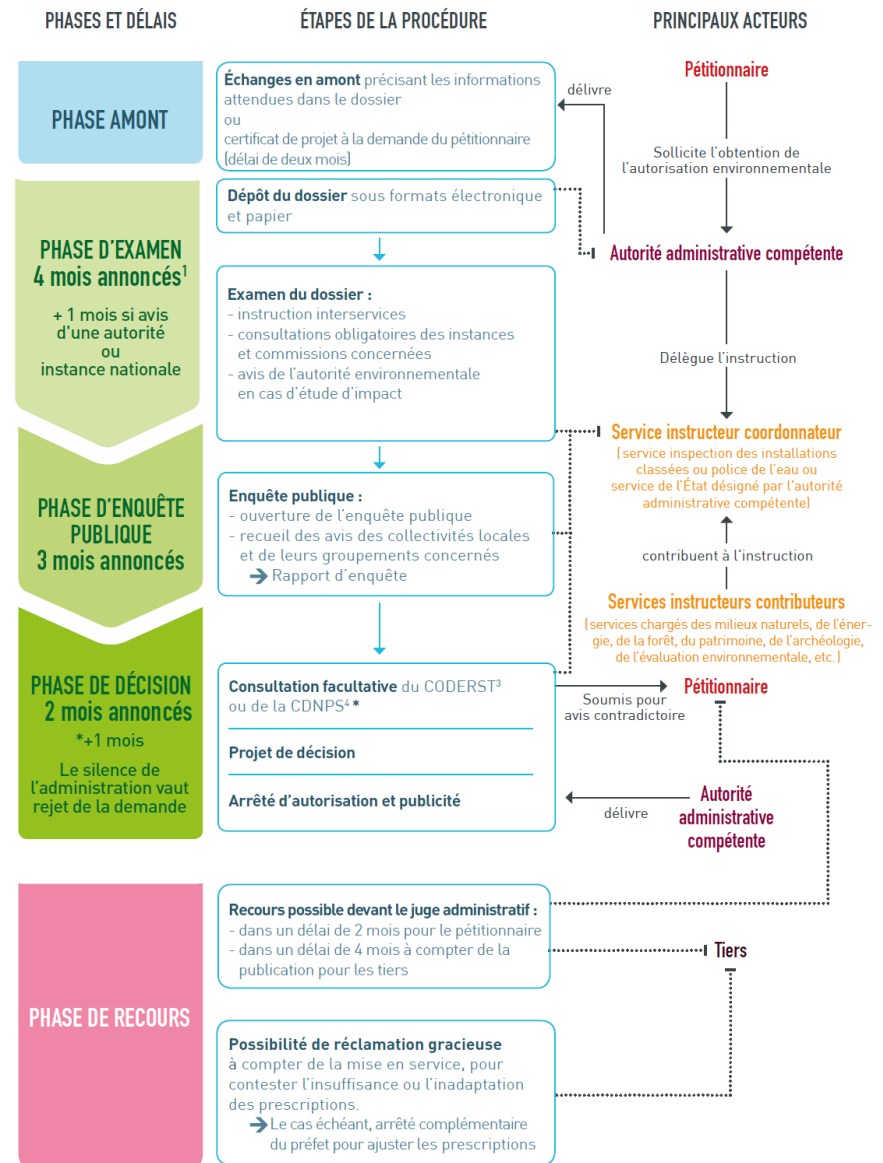 PHASES ET DÉLAIS
ÉTAPES DE LA PROCÉDURE
PRINCIPAUX ACTEURS
PHASE AMONT
Échanges en amont précisant les informations
attendues dans le dossier
ou
certificat de projet à la demande du pétitionnaire
(délai de deux mois)
délivre
Pétitionnaire
Sollicite l'obtention de
l'autorisation environnementale
PHASE D'EXAMEN
4 mois annoncés¹
+ 1 mois si avis
d'une autorité
ou
instance nationale
Dépôt du dossier sous formats électronique
et papier
Autorité administrative compétente
Examen du dossier :
- instruction interservices
- consultations obligatoires des instances
et commissions concernées
- avis de l'autorité environnementale
en cas d'étude d'impact
Délègue l'instruction
Service instructeur coordonnateur
(service inspection des installations
classées ou police de l'eau ou
service de l'État désigné par l'autorité
administrative compétente)
PHASE D'ENQUÊTE
PUBLIQUE
3 mois annoncés
Enquête publique :
- ouverture de l'enquête publique
- recueil des avis des collectivités locales
et de leurs groupements concernés
➔ Rapport d'enquête
contribuent à l'instruction
Services instructeurs contributeurs
(services chargés des milieux naturels, de l'éner-
gie, de la forêt, du patrimoine, de l'archéologie,
de l'évaluation environnementale, etc.)
PHASE DE DÉCISION
2 mois annoncés
*+1 mois
Le silence de
l'administration vaut
rejet de la demande
Consultation facultative du CODERST³
ou de la CDNPS⁴ *
Projet de décision
Arrêté d'autorisation et publicité
Soumis pour
avis contradictoire
Pétitionnaire
délivre
Autorité
administrative
compétente
PHASE DE RECOURS
Recours possible devant le juge administratif :
- dans un délai de 2 mois pour le pétitionnaire
- dans un délai de 4 mois à compter de la
publication pour les tiers
Tiers
Possibilité de réclamation gracieuse
à compter de la mise en service, pour
contester l'insuffisance ou l'inadaptation
des prescriptions.
➔ Le cas échéant, arrêté complémentaire
du préfet pour ajuster les prescriptions